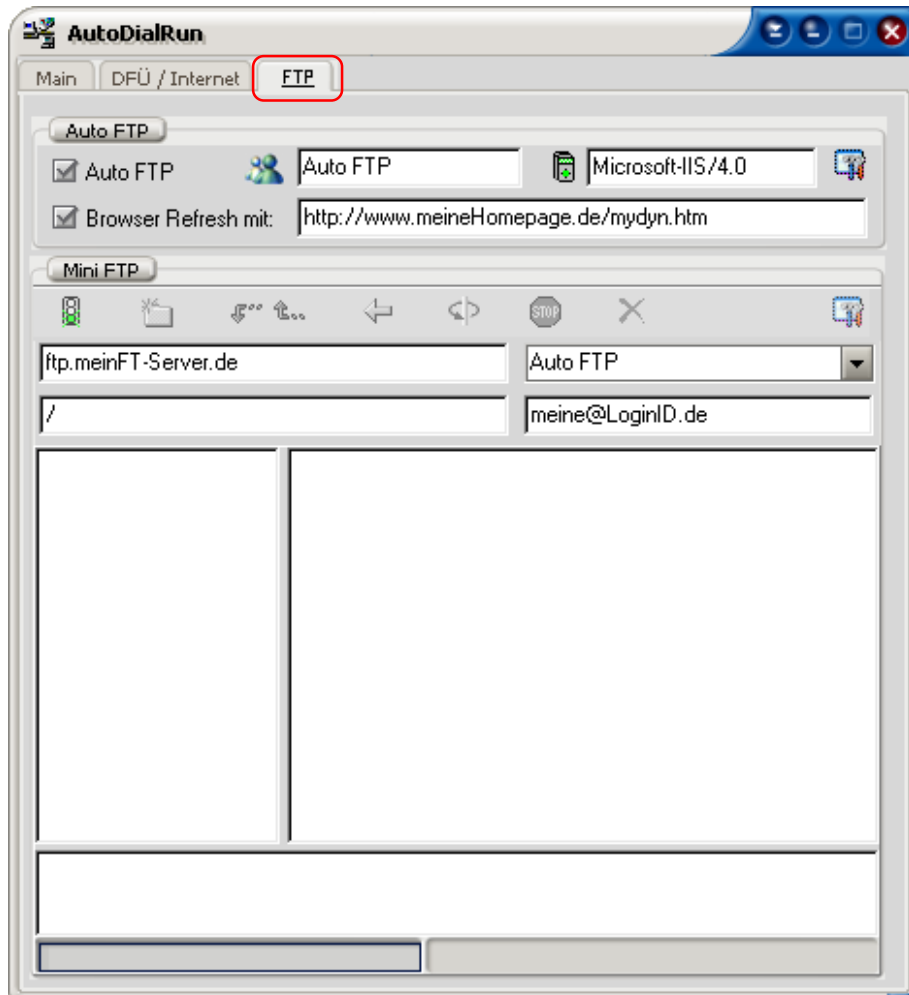 AutoDialRun
Main DFÜ / Internet FTP
Auto FTP
Auto FTP Auto FTP Microsoft-IIS/4.0
Browser Refresh mit: http://www.meineHomepage.de/mydyn.htm
Mini FTP
STOP
ftp.meinFT-Server.de Auto FTP
/ meine@LoginID.de